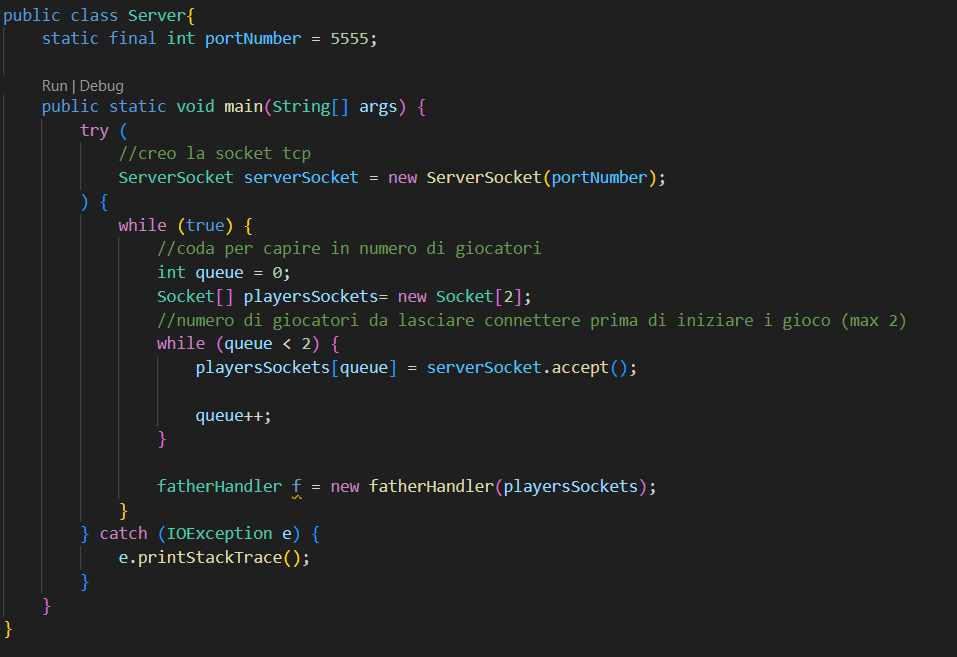 public class Server{
static final int portNumber = 5555;
Run | Debug
public static void main(String[] args) {
try (
//creo la socket tcp
ServerSocket serverSocket = new ServerSocket(portNumber);
) {
while (true) {
//coda per capire in numero di giocatori
int queue = 0;
Socket[] playersSockets= new Socket[2];
//numero di giocatori da lasciare connettere prima di iniziare i gioco (max 2)
while (queue < 2) {
playersSockets[queue] = serverSocket.accept();
queue++;
}
fatherHandler f = new fatherHandler(playersSockets);
}
} catch (IOException e) {
e.printStackTrace();
}
}
}